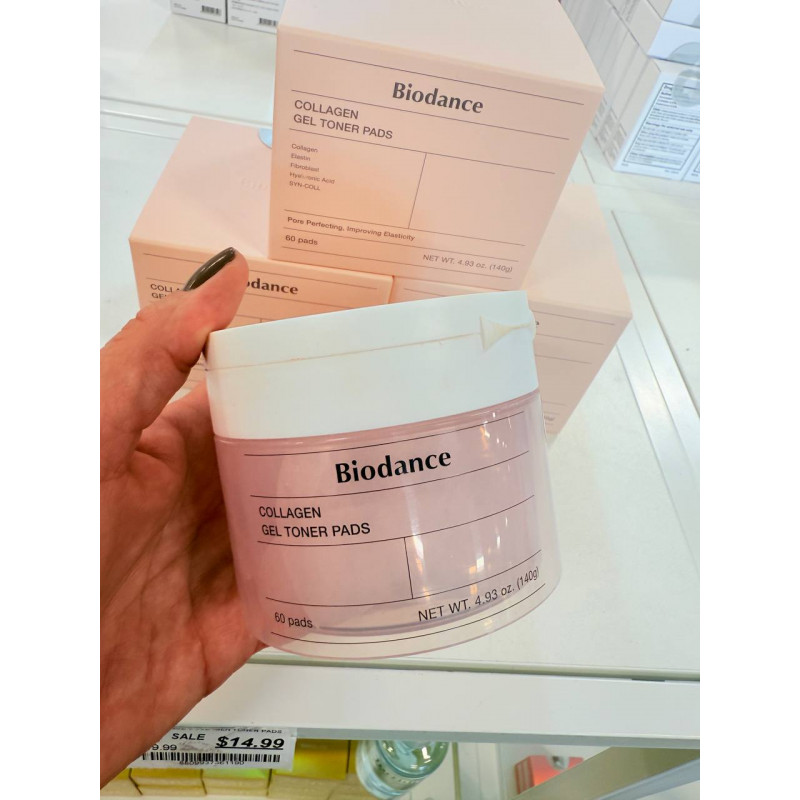 Biodance
COLLAGEN
GEL TONER PADS
Collagen
Elastin
Fibroblast
Hyaluronic Acid
SYN-COLL
Pore Perfecting, Improving Elasticity
60 pads
NET WT. 4.93 oz. (140g)
Biodance
COLLAGEN
GEL TONER PADS
60 pads
NET WT. 4.93 oz. (140g)
SALE
$14.99